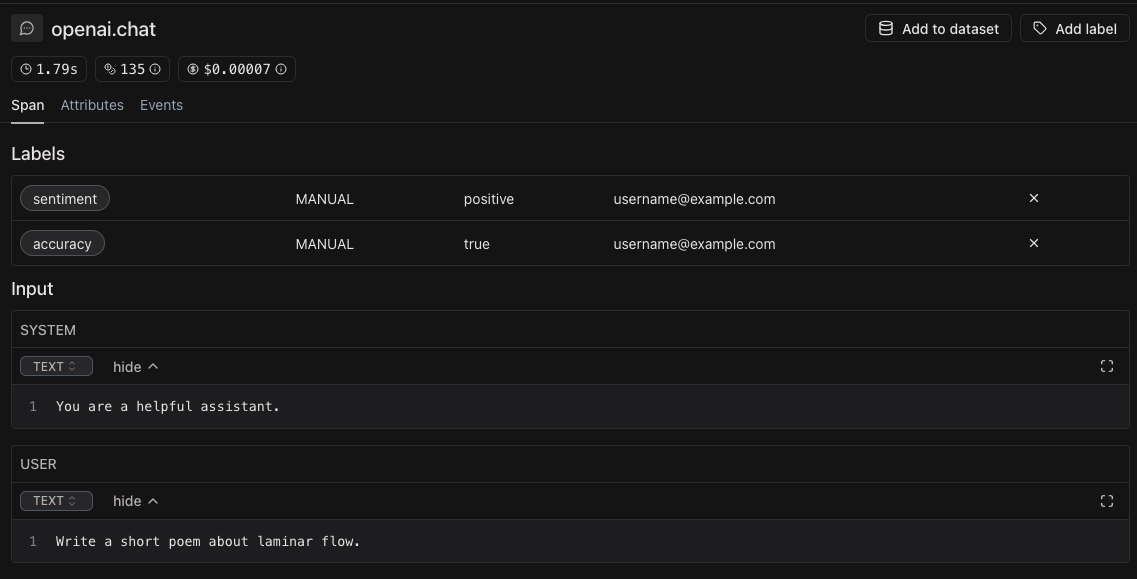 openai.chat
Add to dataset
Add label
1.79s
135
$0.00007
Span Attributes Events
Labels
sentiment MANUAL positive username@example.com
accuracy MANUAL true username@example.com
Input
SYSTEM
TEXT hide
1 You are a helpful assistant.
USER
TEXT hide
1 Write a short poem about laminar flow.